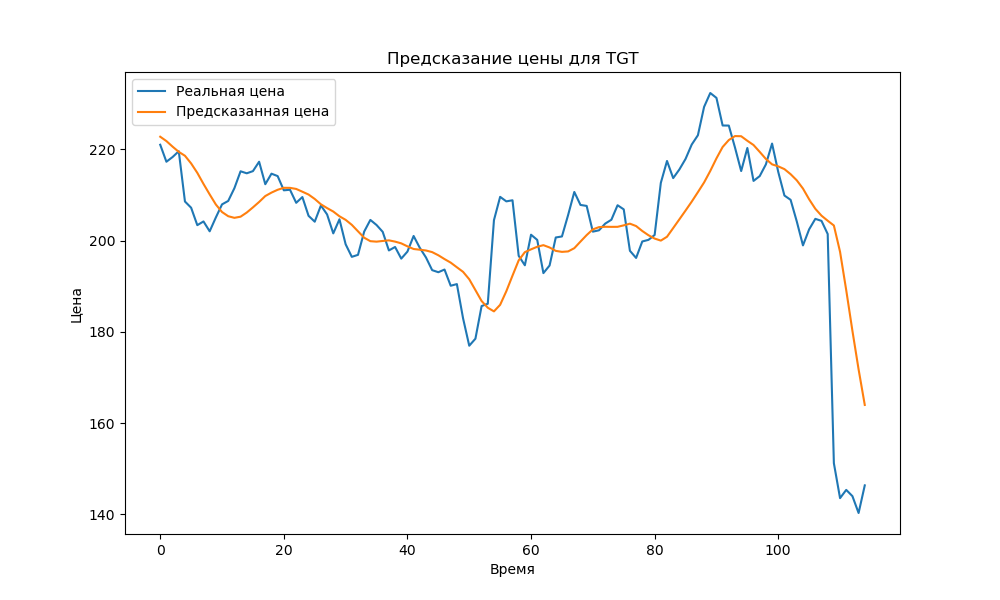 Предсказание цены для TGT
Реальная цена
Предсказанная цена
Цена
220
200
180
160
140
0 20 40 60 80 100
Время